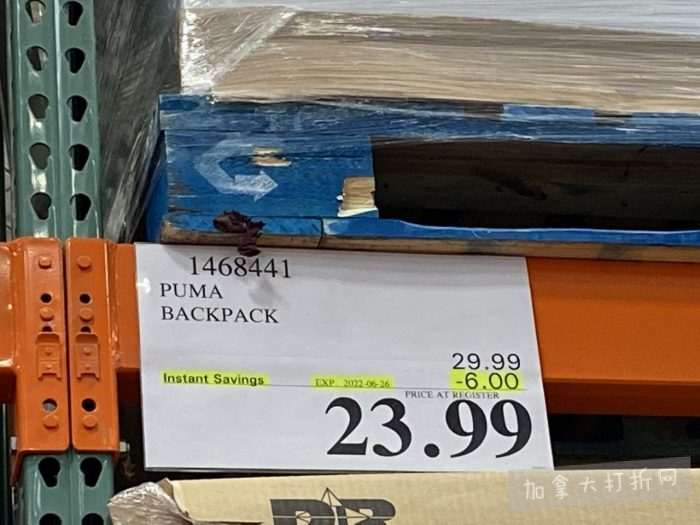 1468441
PUMA
BACKPACK
29.99
Instant Savings EXP. 2022-06-26 -6.00
PRICE AT REGISTER
23.99
加拿大打折网